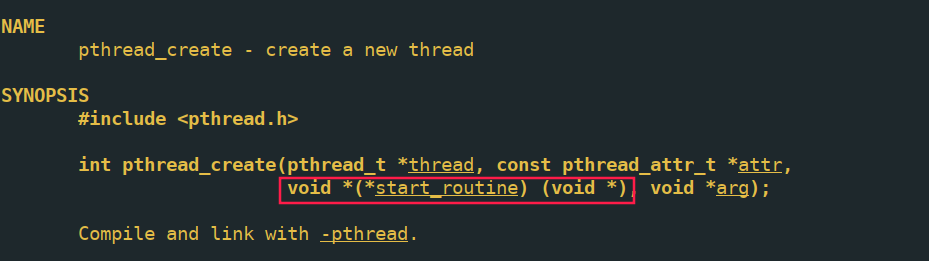 NAME
pthread_create - create a new thread
SYNOPSIS
#include <pthread.h>
int pthread_create(pthread_t *thread, const pthread_attr_t *attr,
void *(*start_routine) (void *), void *arg);
Compile and link with -pthread.